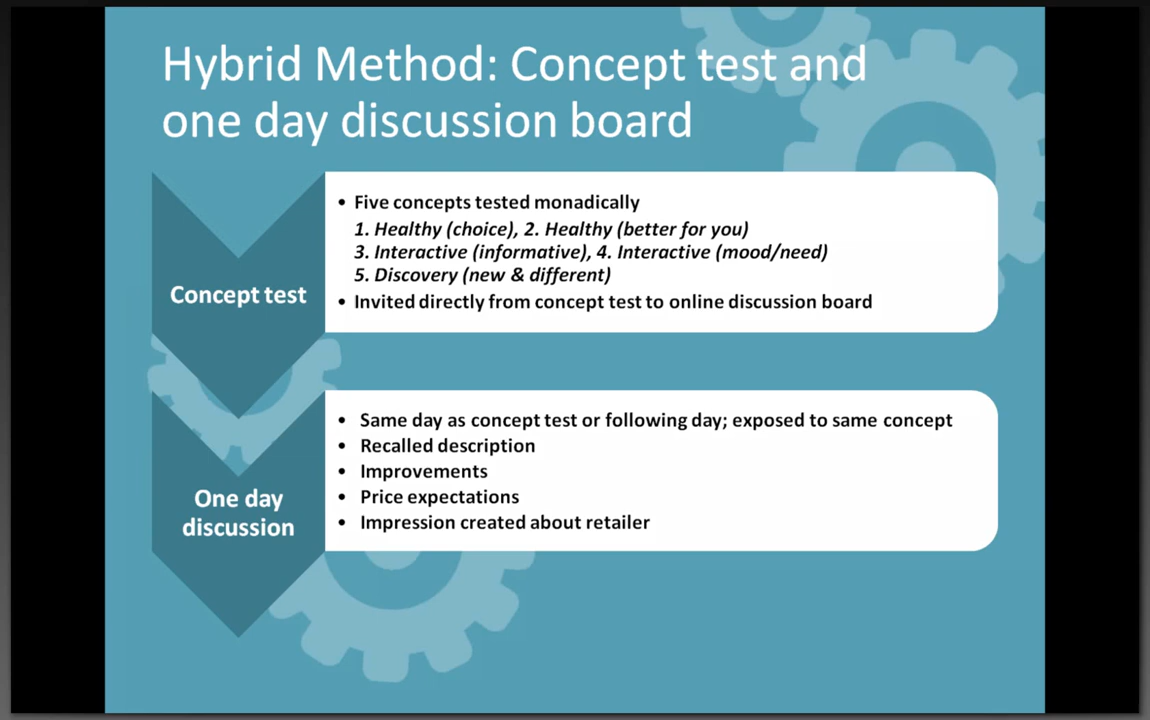 Hybrid Method: Concept test and
one day discussion board
Concept test
• Five concepts tested monadically
1. Healthy (choice), 2. Healthy (better for you)
3. Interactive (informative), 4. Interactive (mood/need)
5. Discovery (new & different)
• Invited directly from concept test to online discussion board
One day
discussion
• Same day as concept test or following day; exposed to same concept
• Recalled description
• Improvements
• Price expectations
• Impression created about retailer